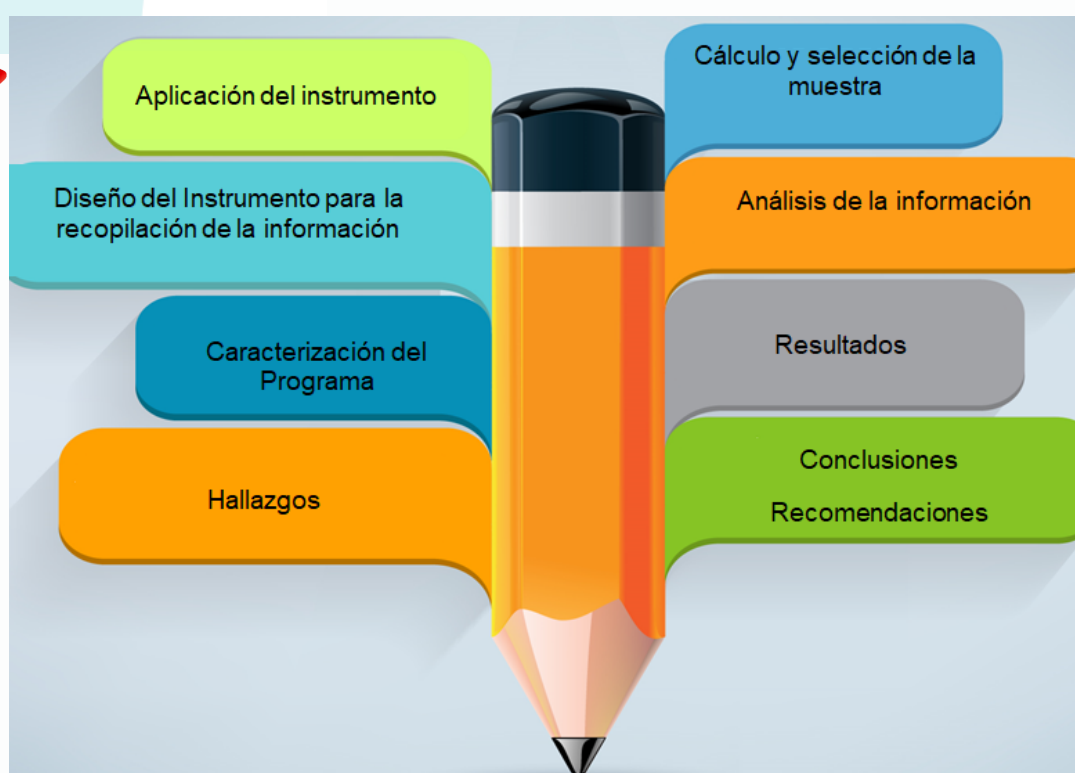 Aplicación del instrumento
Diseño del Instrumento para la
recopilación de la información
Caracterización del
Programa
Hallazgos
Cálculo y selección de la
muestra
Análisis de la información
Resultados
Conclusiones
Recomendaciones